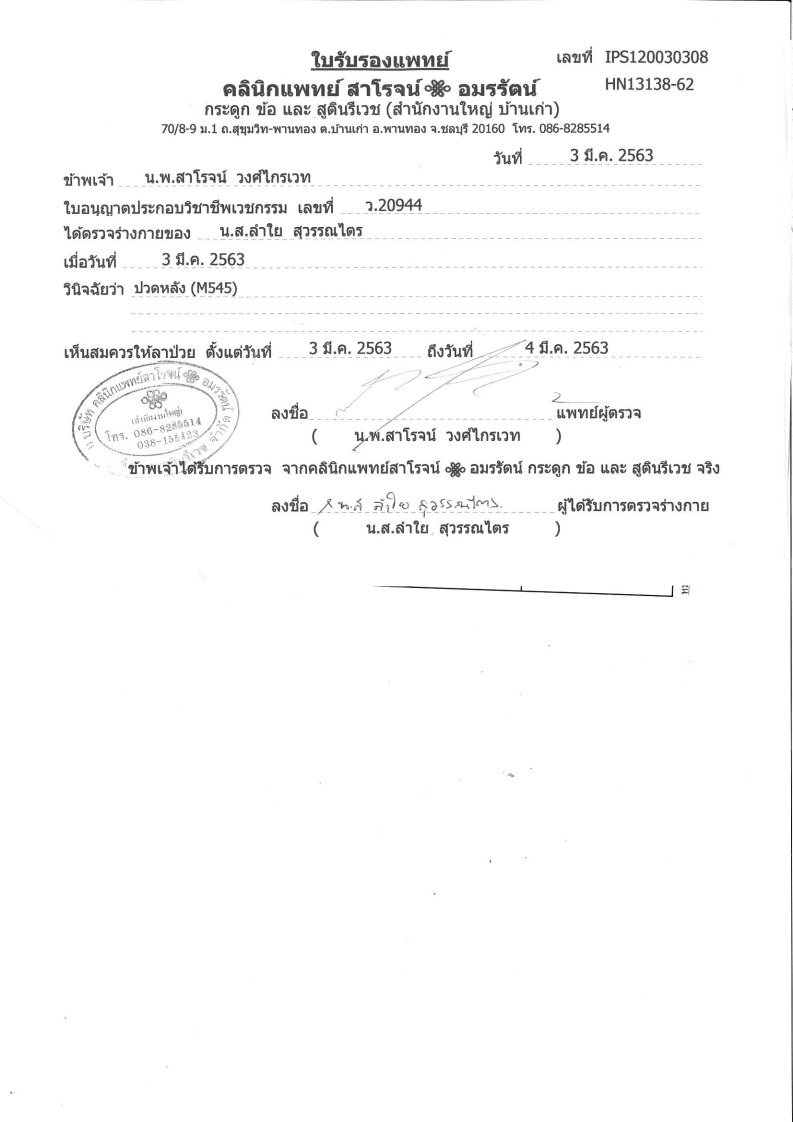 ใบรับรองแพทย์
เลขที่ IPS120030308
คลินิกแพทย์ สาโรจน์ อมรรัตน์
HN13138-62
กระดูก ข้อ และ สูตินรีเวช (สำนักงานใหญ่ บ้านเก่า)
70/8-9 ม.1 ถ.สุขุมวิท-พานทอง ต.บ้านเก่า อ.พานทอง จ.ชลบุรี 20160 โทร. 086-8285514
วันที่ 3 มี.ค. 2563
ข้าพเจ้า น.พ.สาโรจน์ วงศ์ไกรเวท
ใบอนุญาตประกอบวิชาชีพเวชกรรม เลขที่ ว.20944
ได้ตรวจร่างกายของ น.ส.ลำใย สุวรรณไตร
เมื่อวันที่ 3 มี.ค. 2563
วินิจฉัยว่า ปวดหลัง (M545)
เห็นสมควรให้ลาป่วย ตั้งแต่วันที่ 3 มี.ค. 2563 ถึงวันที่ 4 มี.ค. 2563
บริษัท คลินิกแพทย์สาโรจน์ อมรรัตน์
(สำนักงานใหญ่)
โทร. 086-8285514
ลงชื่อ แพทย์ผู้ตรวจ
( น.พ.สาโรจน์ วงศ์ไกรเวท )
ข้าพเจ้าได้รับการตรวจ จากคลินิกแพทย์สาโรจน์ อมรรัตน์ กระดูก ข้อ และ สูตินรีเวช จริง
ลงชื่อ ลำใย สุวรรณไตร ผู้ได้รับการตรวจร่างกาย
( น.ส.ลำใย สุวรรณไตร )